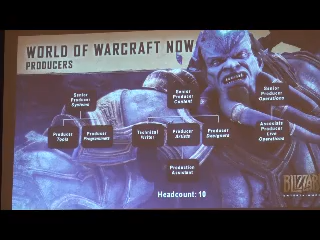 WORLD OF WARCRAFT NOW
PRODUCERS
Senior
Producer
Systems
Senior
Producer
Content
Senior
Producer
Operations
Producer
Tools
Producer
Programmers
Technical
Writer
Producer
Artists
Producer
Designers
Associate
Producer
Live
Operations
Production
Assistant
Headcount: 10
BLIZZARD